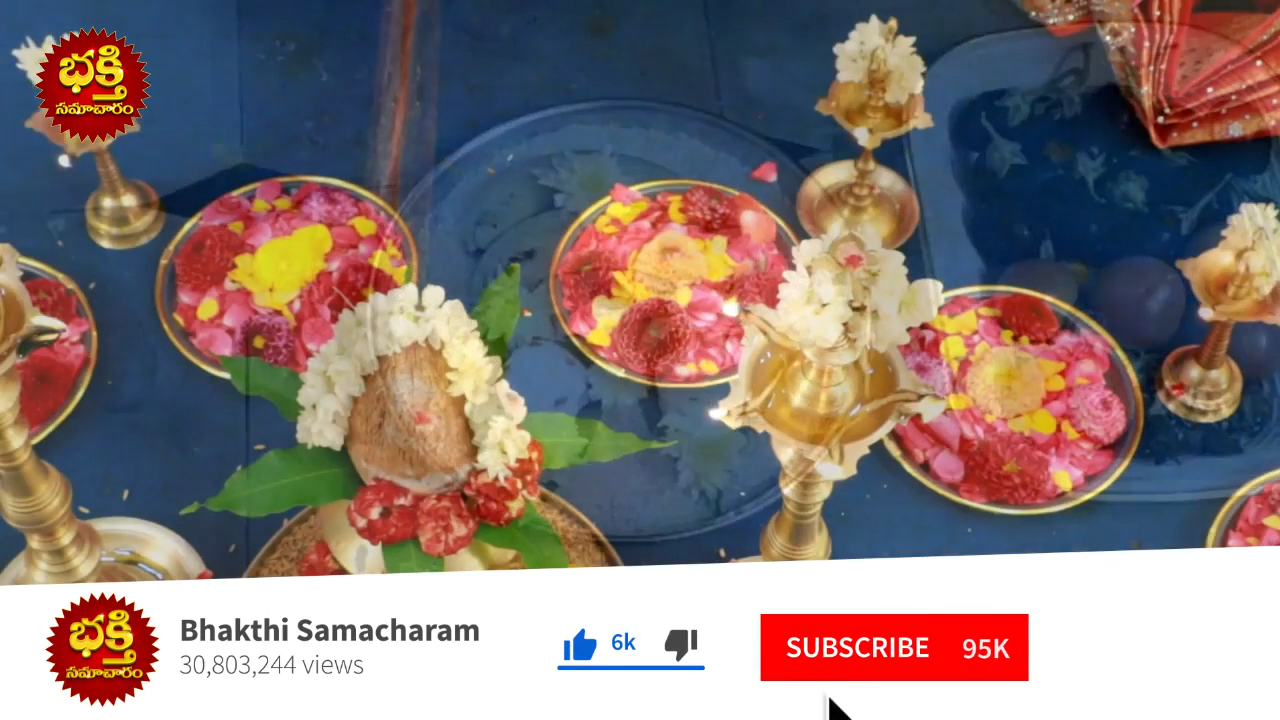 భక్తి
సమాచారం
భక్తి
సమాచారం
Bhakthi Samacharam
30,803,244 views
6k
SUBSCRIBE 95K